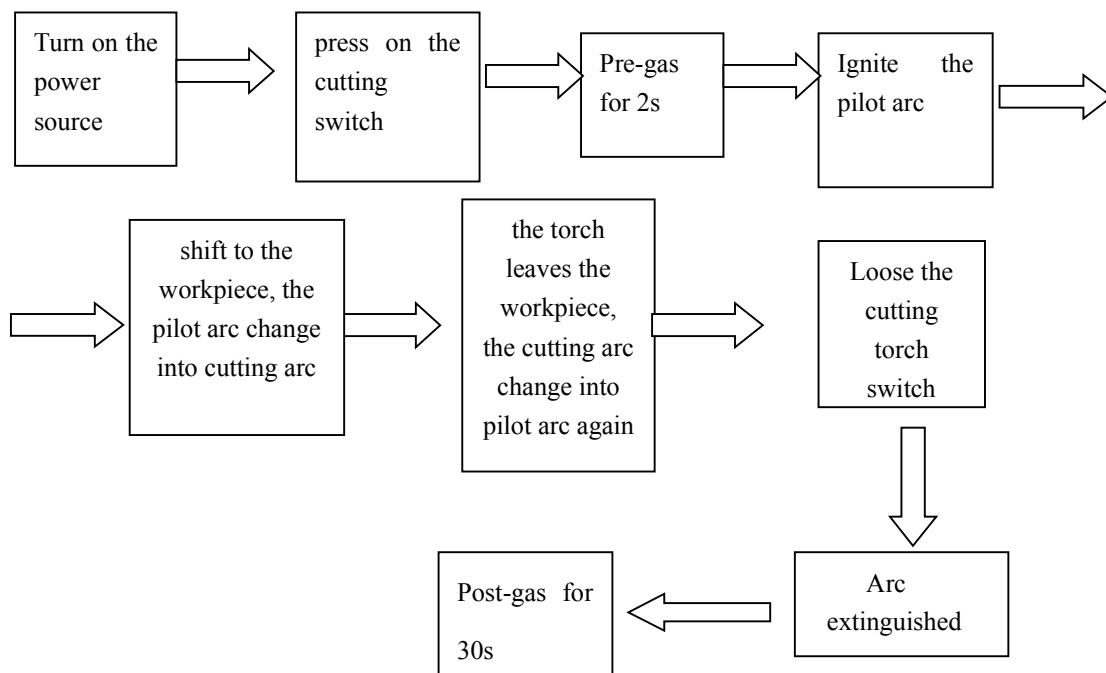 Turn on the
power
source
press on the
cutting
switch
Pre-gas
for 2s
Ignite the
pilot arc
shift to the
workpiece, the
pilot arc change
into cutting arc
the torch
leaves the
workpiece,
the cutting arc
change into
pilot arc again
Loose the
cutting
torch
switch
Arc
extinguished
Post-gas for
30s